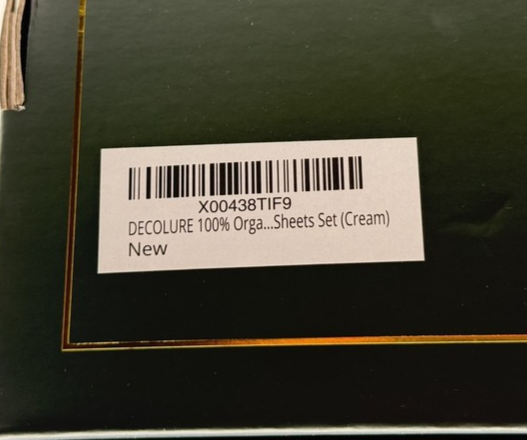 X00438TIF9
DECOLURE 100% Orga...Sheets Set (Cream)
New